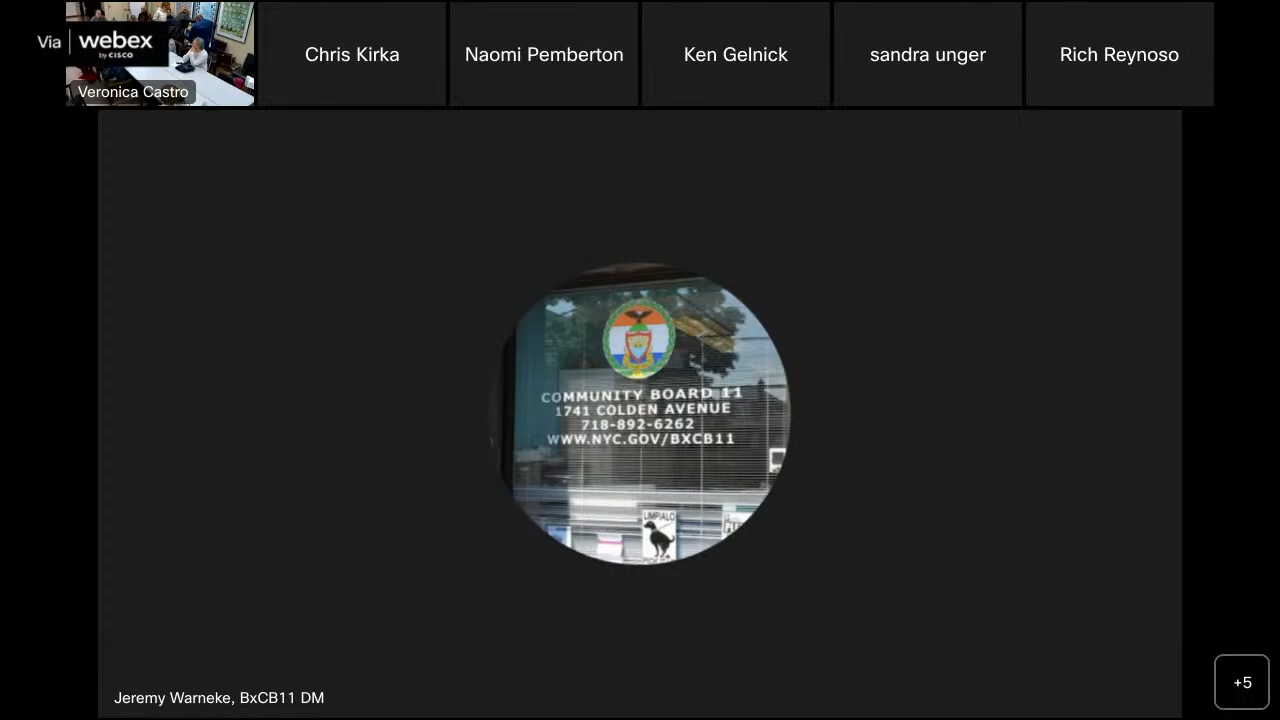 Via webex
by CISCO
Veronica Castro
Chris Kirka
Naomi Pemberton
Ken Gelnick
sandra unger
Rich Reynoso
COMMUNITY BOARD 11
1741 COLDEN AVENUE
718-892-6262
WWW.NYC.GOV/BXCB11
LIMPIALO
Jeremy Warneke, BxCB11 DM
+5